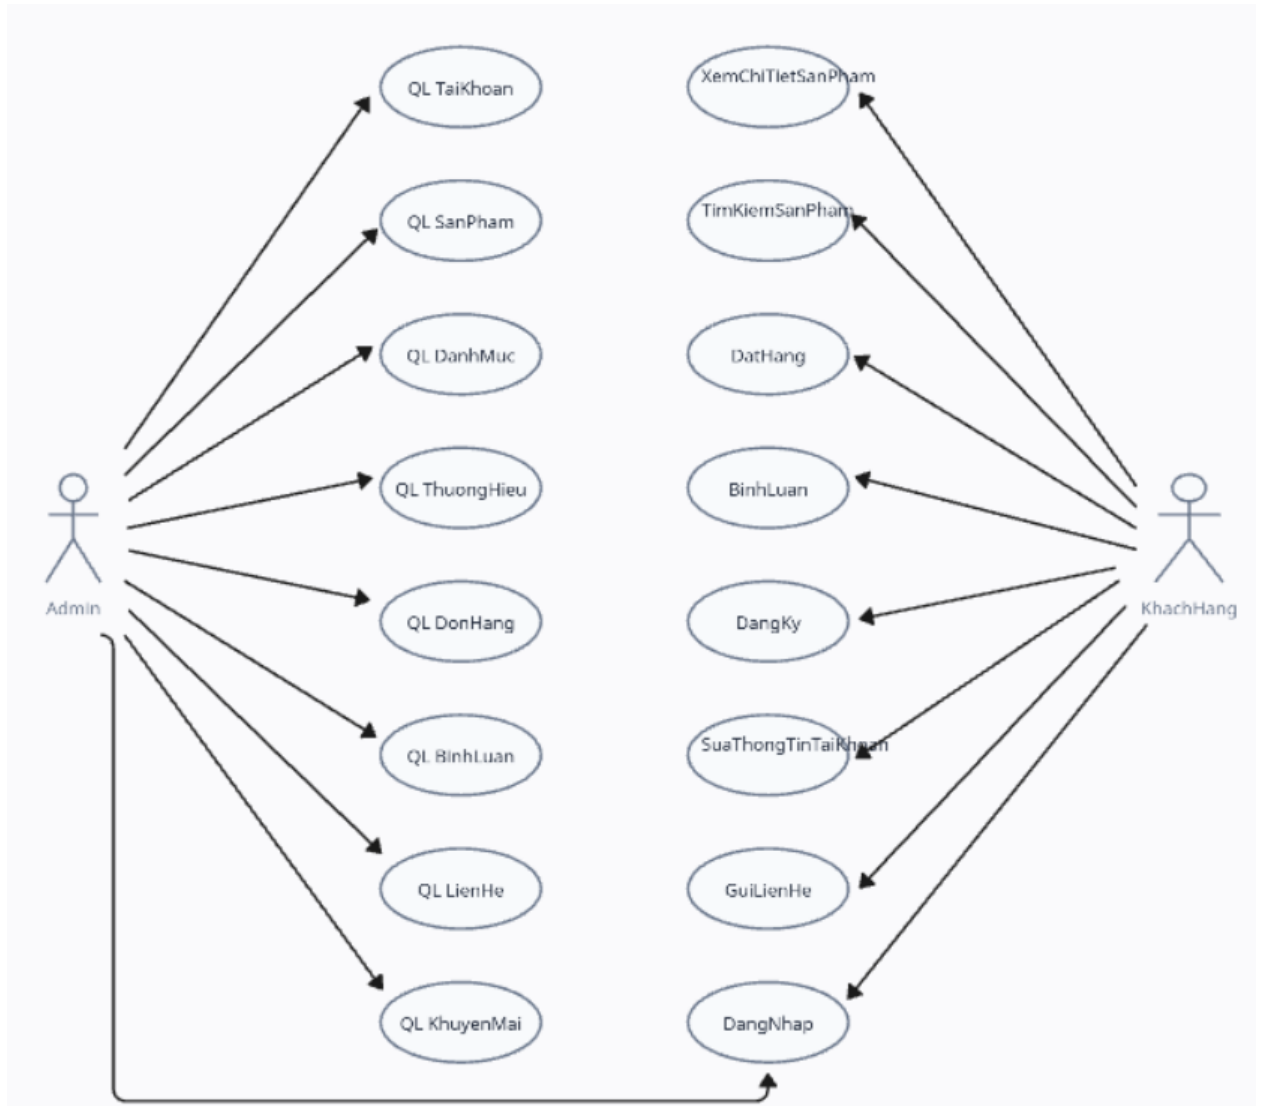 QL TaiKhoan
XemChiTietSanPham
QL SanPham
TimKiemSanPham
QL DanhMuc
DatHang
QL ThuongHieu
BinhLuan
Admin
KhachHang
QL DonHang
DangKy
QL BinhLuan
SuaThongTinTaiKhoan
QL LienHe
GuiLienHe
QL KhuyenMai
DangNhap